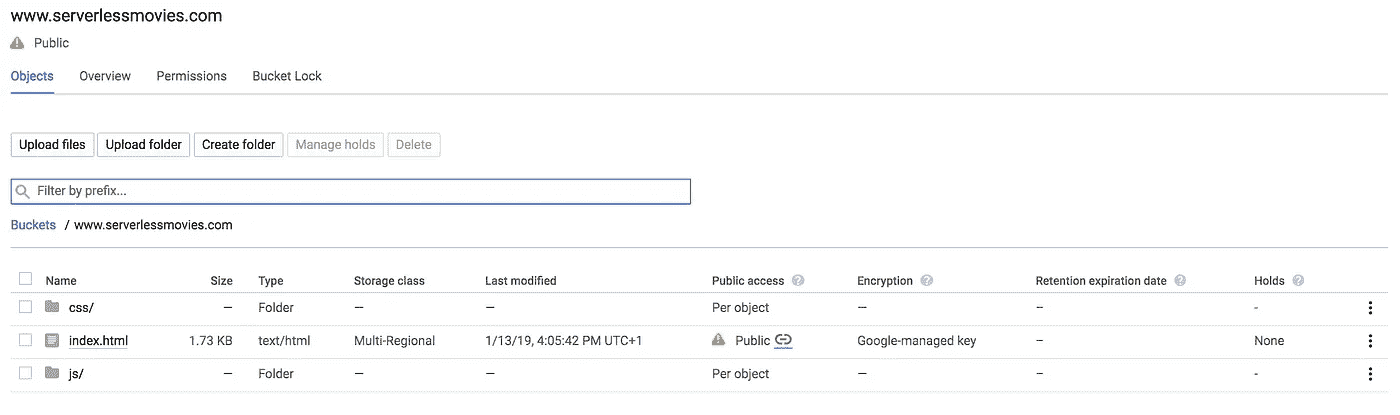 www.serverlessmovies.com
Public
Objects Overview Permissions Bucket Lock
Upload files Upload folder Create folder Manage holds Delete
Filter by prefix...
Buckets / www.serverlessmovies.com
Name Size Type Storage class Last modified Public access ? Encryption ? Retention expiration date ? Holds ?
css/ — Folder — — Per object — – -
index.html 1.73 KB text/html Multi-Regional 1/13/19, 4:05:42 PM UTC+1 Public Google-managed key – None
js/ — Folder — — Per object — – -